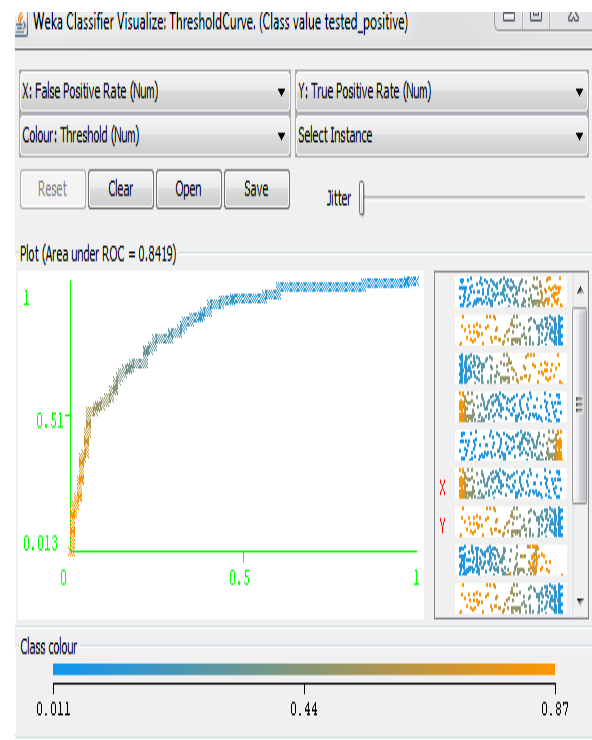 Weka Classifier Visualize: ThresholdCurve. (Class value tested_positive)
X: False Positive Rate (Num)
Y: True Positive Rate (Num)
Colour: Threshold (Num)
Select Instance
Reset
Clear
Open
Save
Jitter
Plot (Area under ROC = 0.8419)
1
0.51
0.013
0
0.5
1
X
Y
Class colour
0.011
0.44
0.87